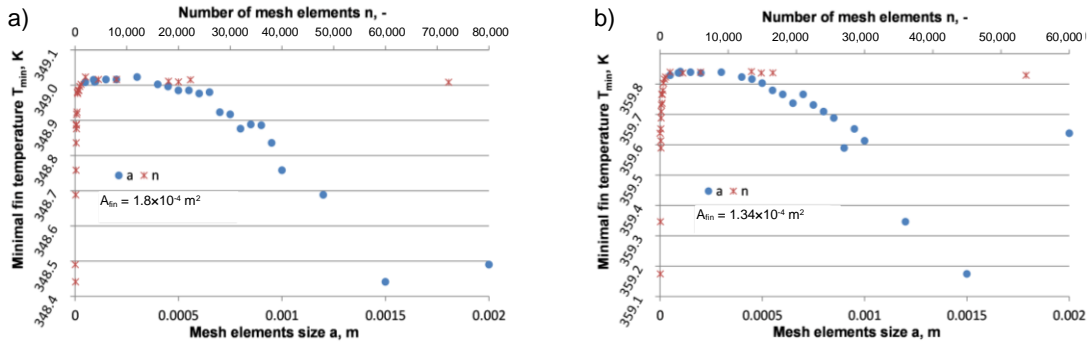 a)
Number of mesh elements n, -
0 10,000 20,000 30,000 40,000 50,000 60,000 70,000 80,000
Minimal fin temperature Tmin, K
349.1
349.0
348.9
348.8
348.7
348.6
348.5
348.4
a n
Afin = 1.8×10-4 m2
0 0.0005 0.001 0.0015 0.002
Mesh elements size a, m
b)
Number of mesh elements n, -
0 10,000 20,000 30,000 40,000 50,000 60,000
Minimal fin temperature Tmin, K
359.8
359.7
359.6
359.5
359.4
359.3
359.2
359.1
a n
Afin = 1.34×10-4 m2
0 0.0005 0.001 0.0015 0.002
Mesh elements size a, m